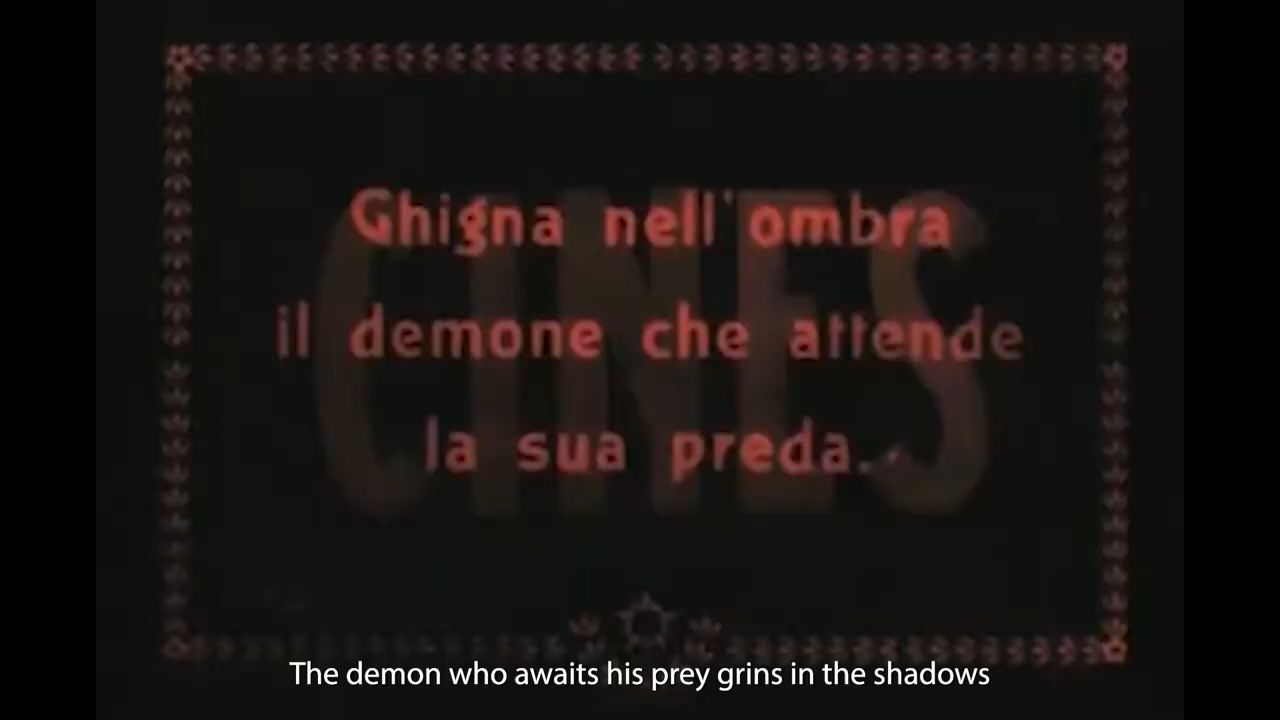 CINES
Ghigna nell'ombra
il demone che attende
la sua preda...
The demon who awaits his prey grins in the shadows